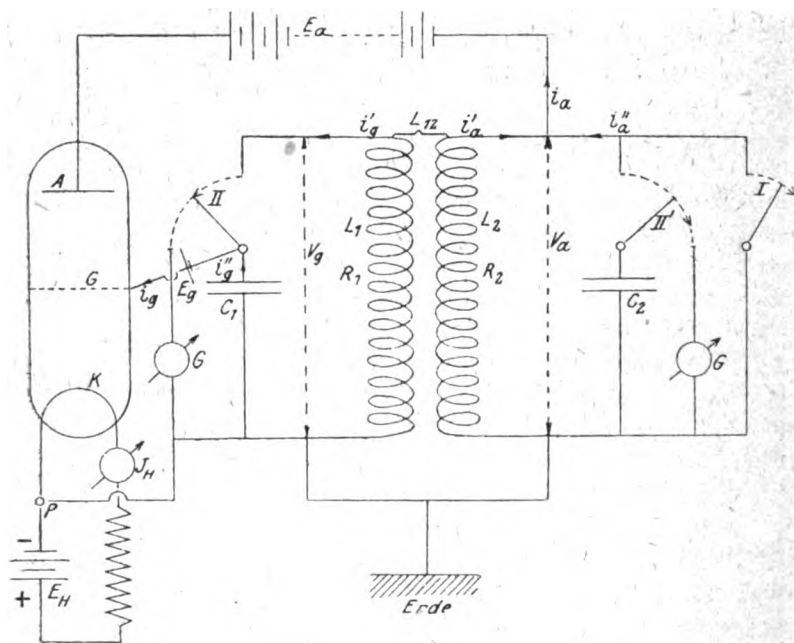 Ea
ia
i'g L12 i'a i"a
A
II
I
L1 L2
Vg Va
II'
G ig Eg i"g
R1 R2
C1 C2
G G
K
JH
P
-
+ EH
Erde